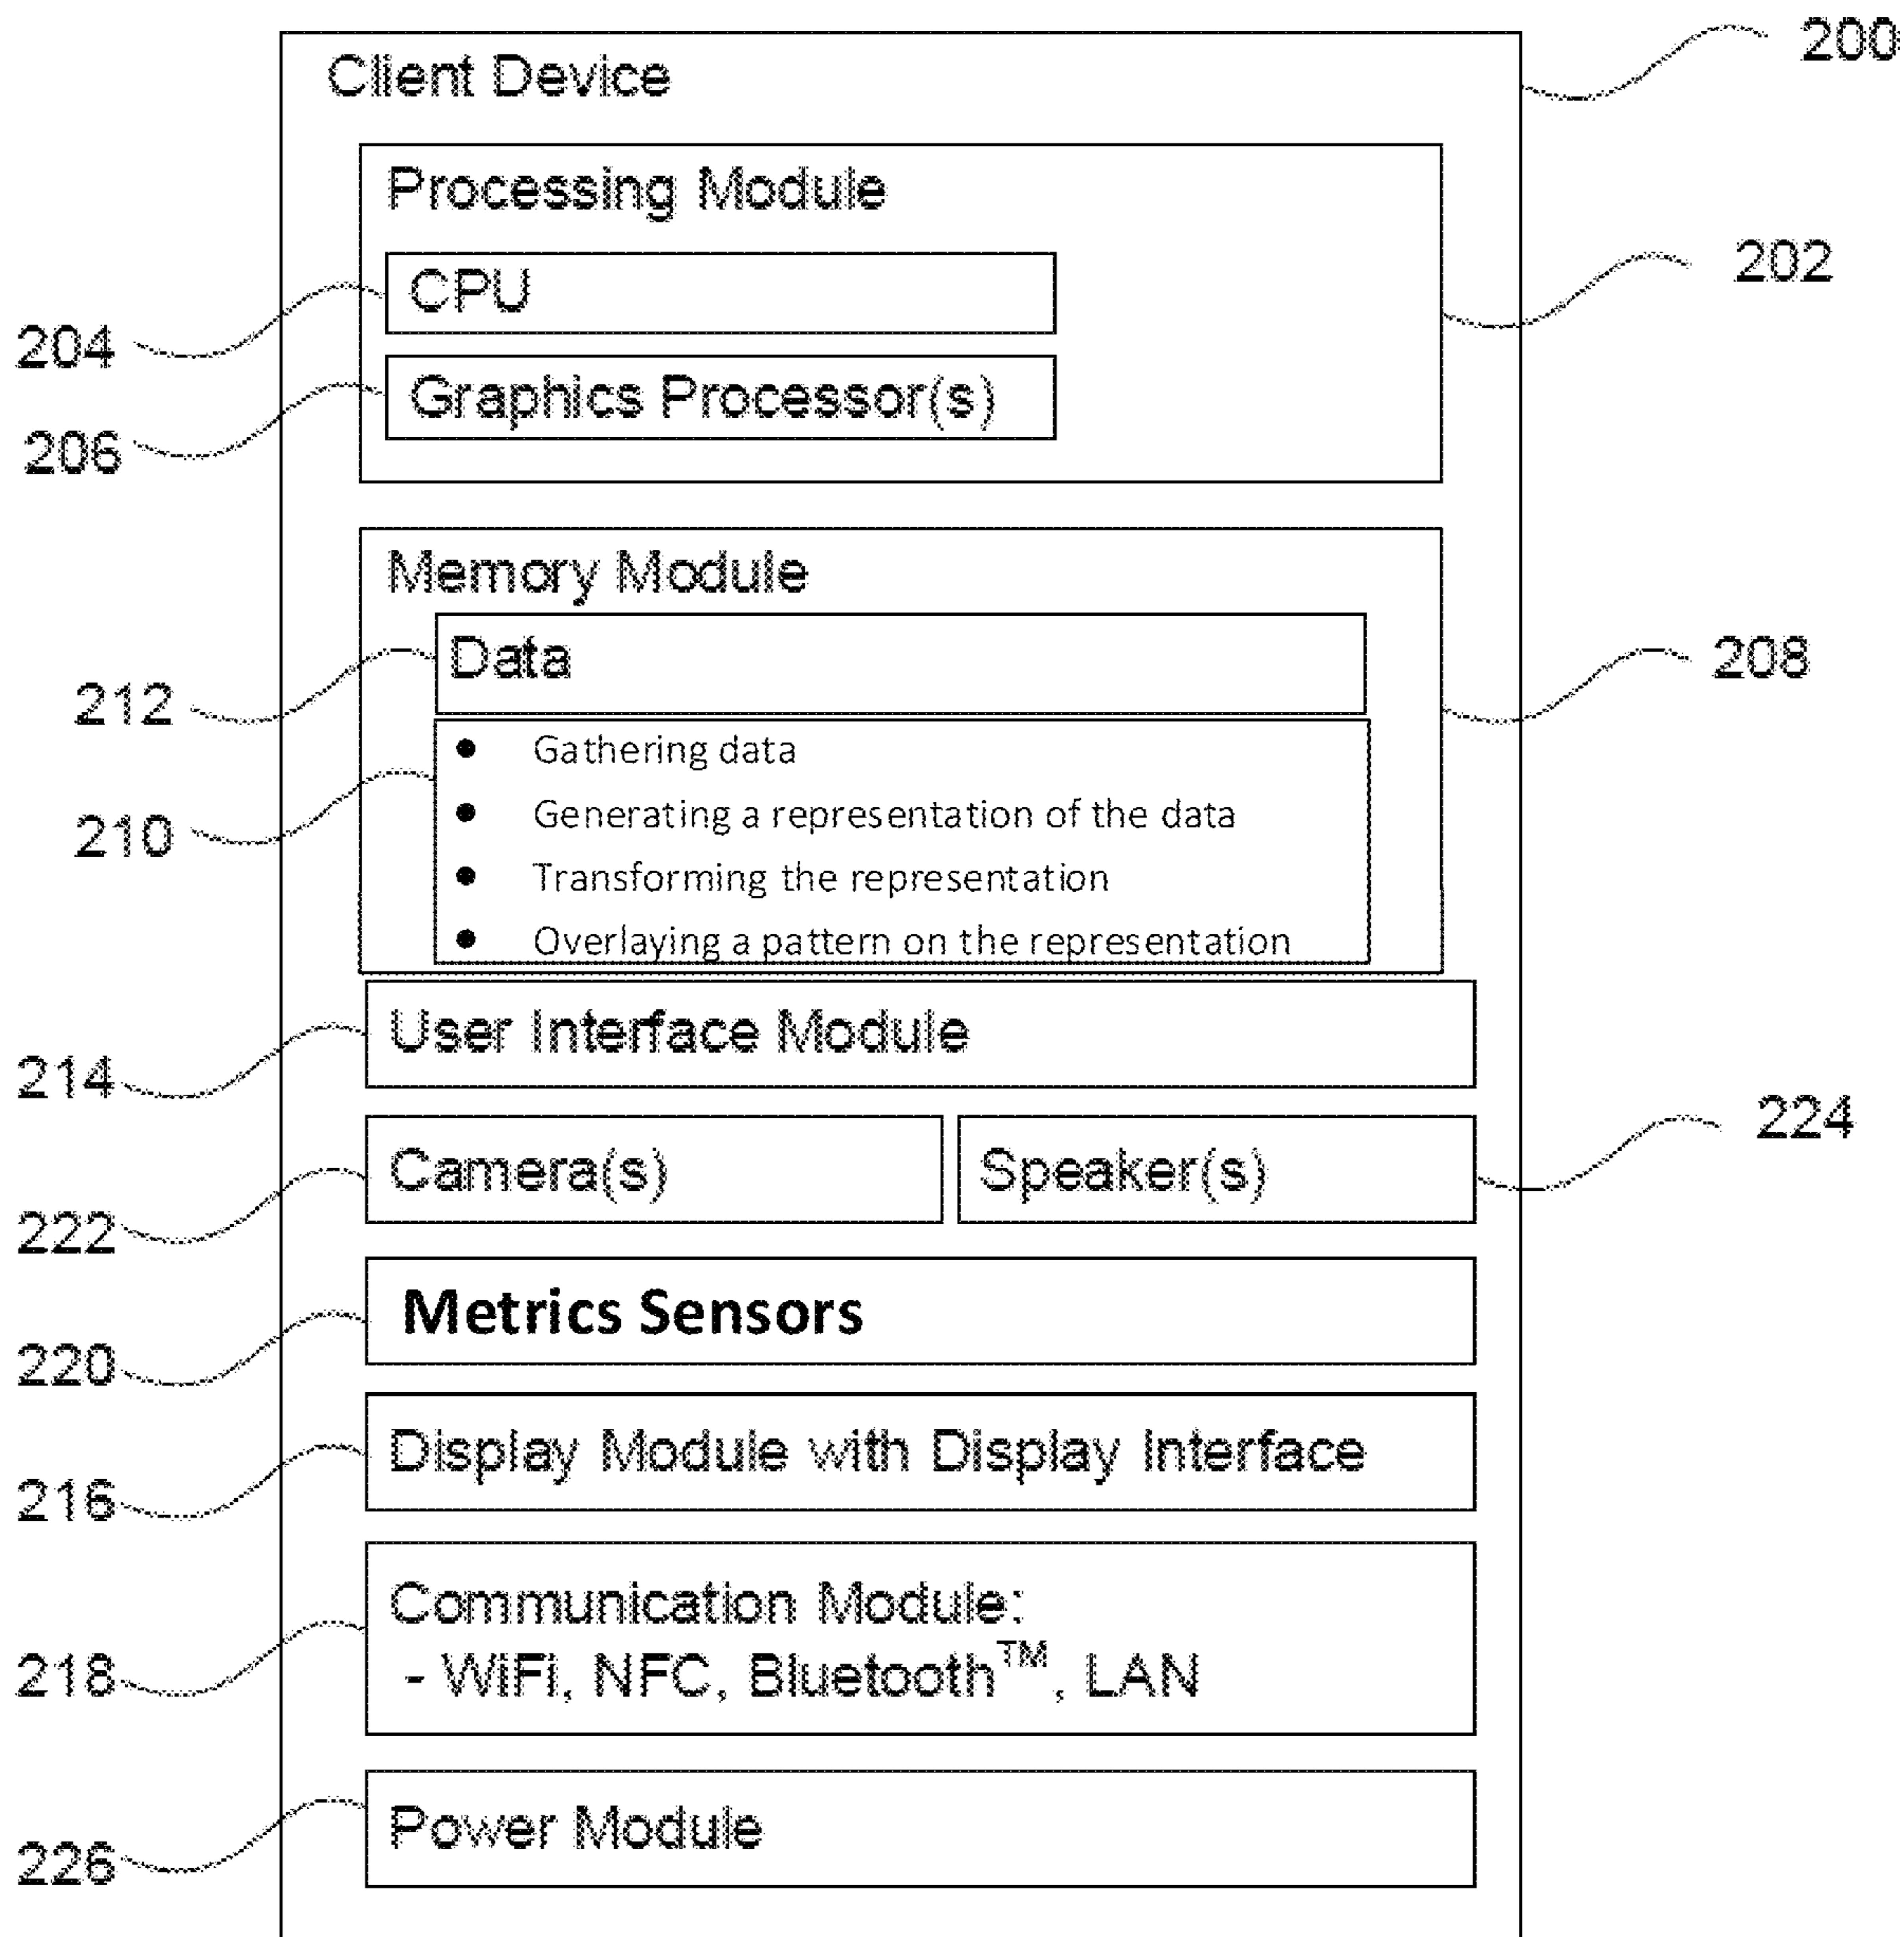 200
Client Device
Processing Module
202
CPU
204
Graphics Processor(s)
206
Memory Module
Data
208
212
• Gathering data
• Generating a representation of the data
210
• Transforming the representation
• Overlaying a pattern on the representation
User Interface Module
214
224
Camera(s)
Speaker(s)
222
Metrics Sensors
220
Display Module with Display Interface
216
Communication Module:
- WiFi, NFC, Bluetooth™, LAN
218
Power Module
226